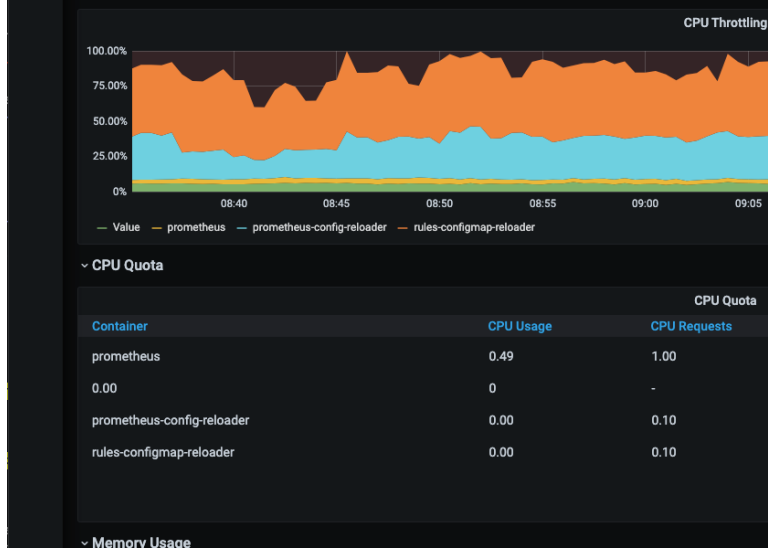 CPU Throttling
100.00%
75.00%
50.00%
25.00%
0%
08:40 08:45 08:50 08:55 09:00 09:05
Value prometheus prometheus-config-reloader rules-configmap-reloader
CPU Quota
CPU Quota
Container CPU Usage CPU Requests
prometheus 0.49 1.00
0.00 0 -
prometheus-config-reloader 0.00 0.10
rules-configmap-reloader 0.00 0.10
Memory Usage